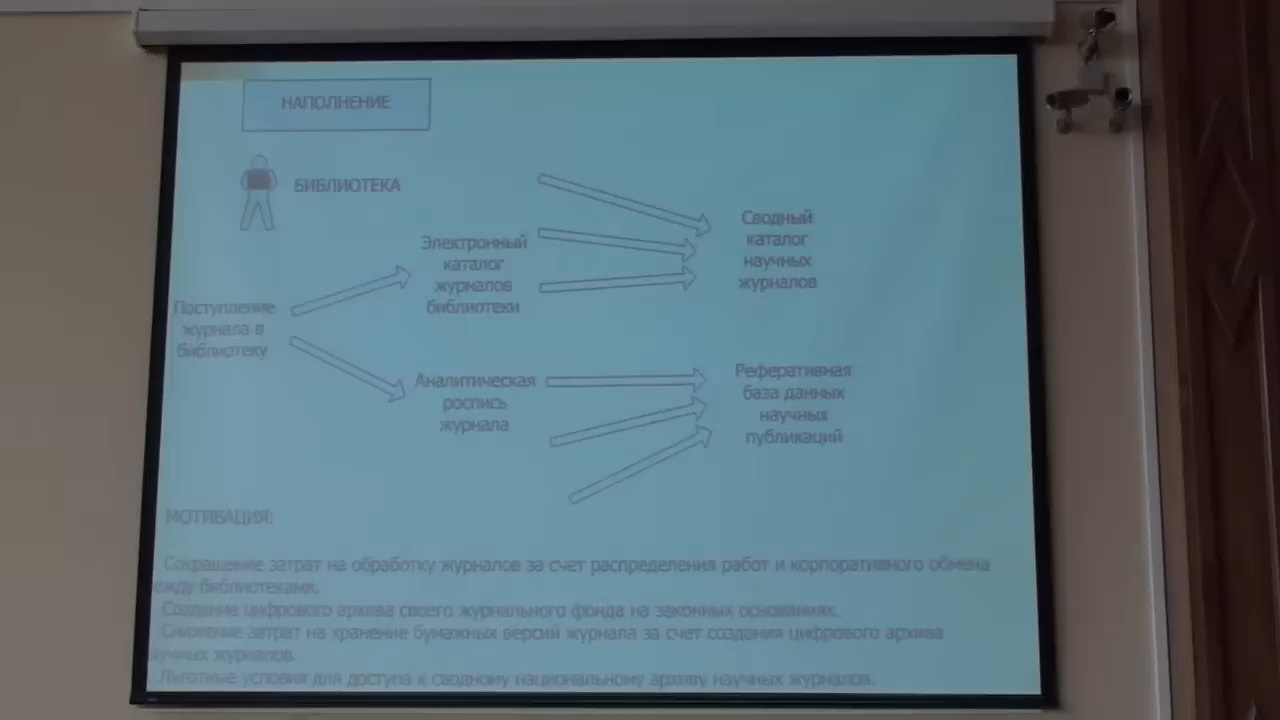 НАПОЛНЕНИЕ
БИБЛИОТЕКА
Поступление
журнала в
библиотеку
Электронный
каталог
журналов
библиотеки
Аналитическая
роспись
журнала
Сводный
каталог
научных
журналов
Реферативная
база данных
научных
публикаций
МОТИВАЦИЯ:
Сокращение затрат на обработку журналов за счет распределения работ и корпоративного обмена
ежду библиотеками.
Создание цифрового архива своего журнального фонда на законных основаниях.
Снижение затрат на хранение бумажных версий журнала за счет создания цифрового архива
аучных журналов.
Льготные условия для доступа к сводному национальному архиву научных журналов.